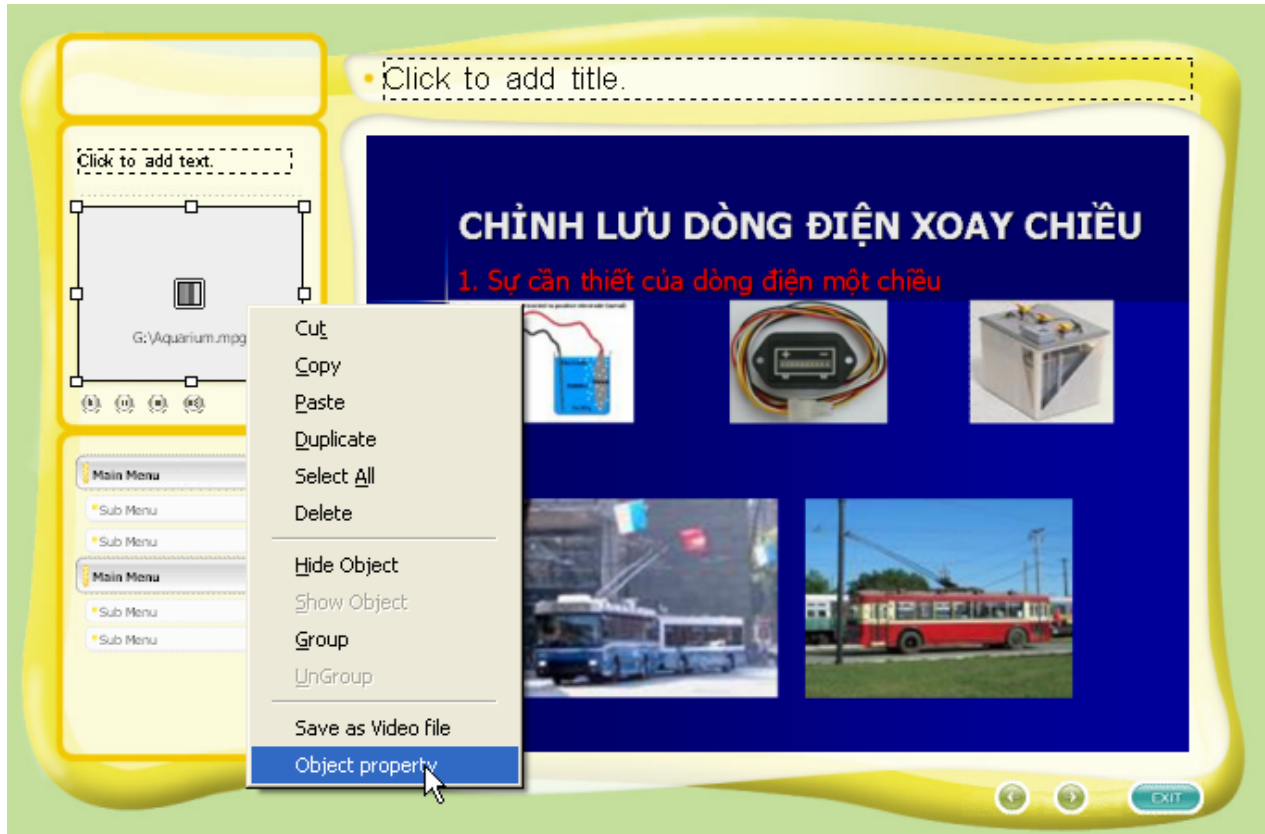 Click to add title.
Click to add text.
G:\Aquarium.mpg
Main Menu
Sub Menu
Sub Menu
Main Menu
Sub Menu
Sub Menu
Cut
Copy
Paste
Duplicate
Select All
Delete
Hide Object
Show Object
Group
UnGroup
Save as Video file
Object property
CHỈNH LƯU DÒNG ĐIỆN XOAY CHIỀU
1. Sự cần thiết của dòng điện một chiều
EXIT